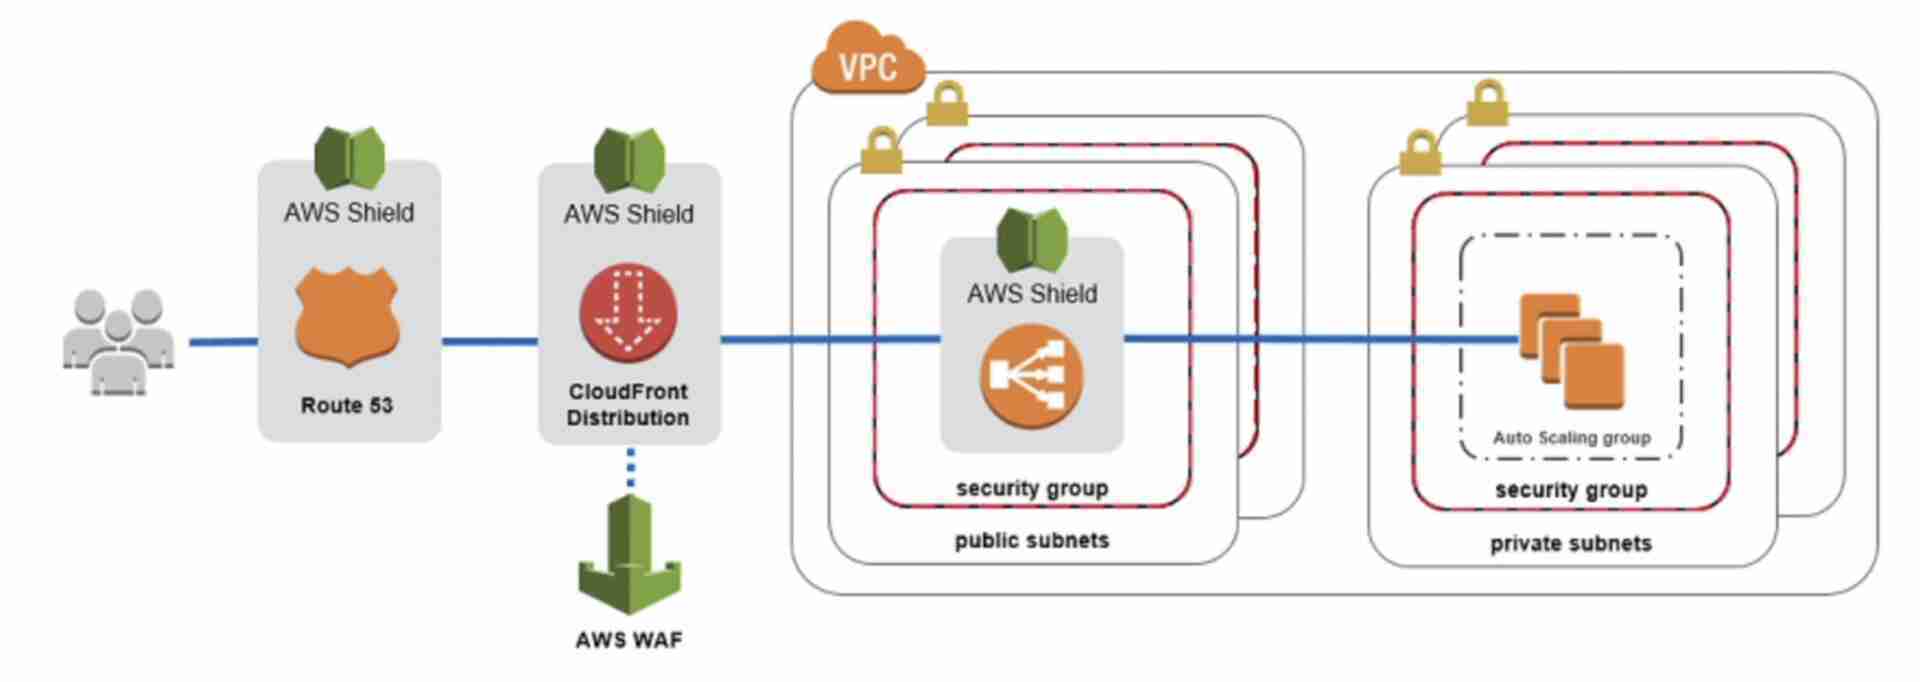 AWS Shield
Route 53
AWS Shield
CloudFront
Distribution
AWS WAF
VPC
AWS Shield
security group
public subnets
Auto Scaling group
security group
private subnets